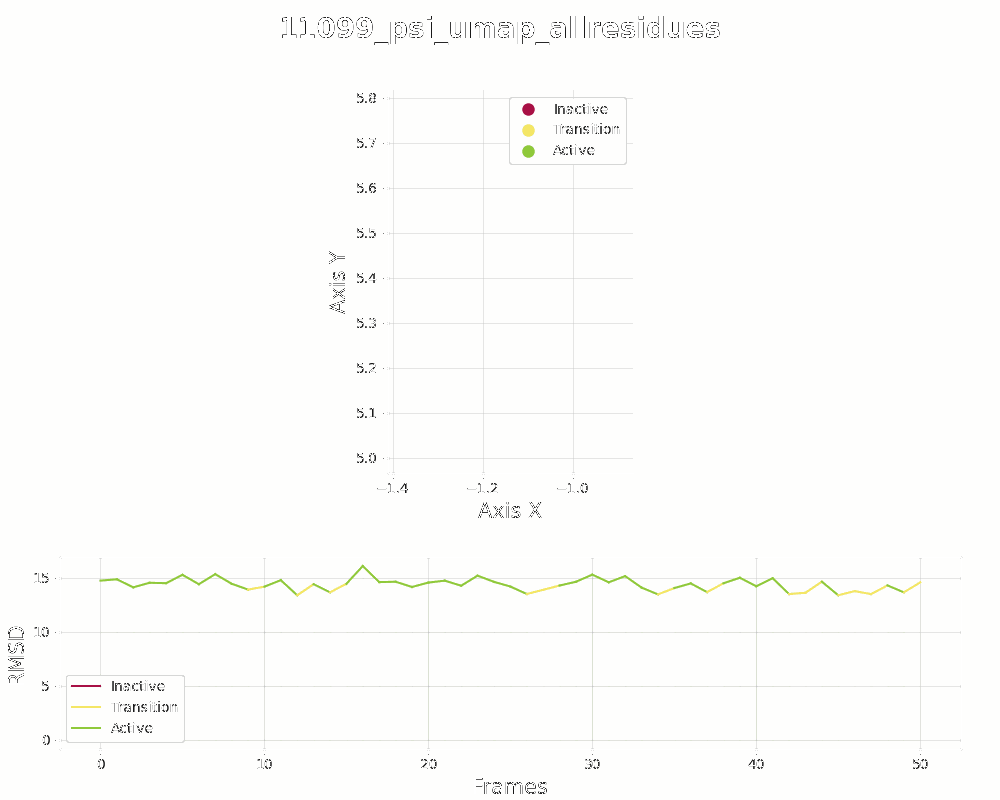 11099_psi_umap_allresidues
Inactive
Transition
Active
5.8
5.7
5.6
5.5
5.4
5.3
5.2
5.1
5.0
Axis Y
−1.4
−1.2
−1.0
Axis X
15
10
5
0
RMSD
Inactive
Transition
Active
0
10
20
30
40
50
Frames